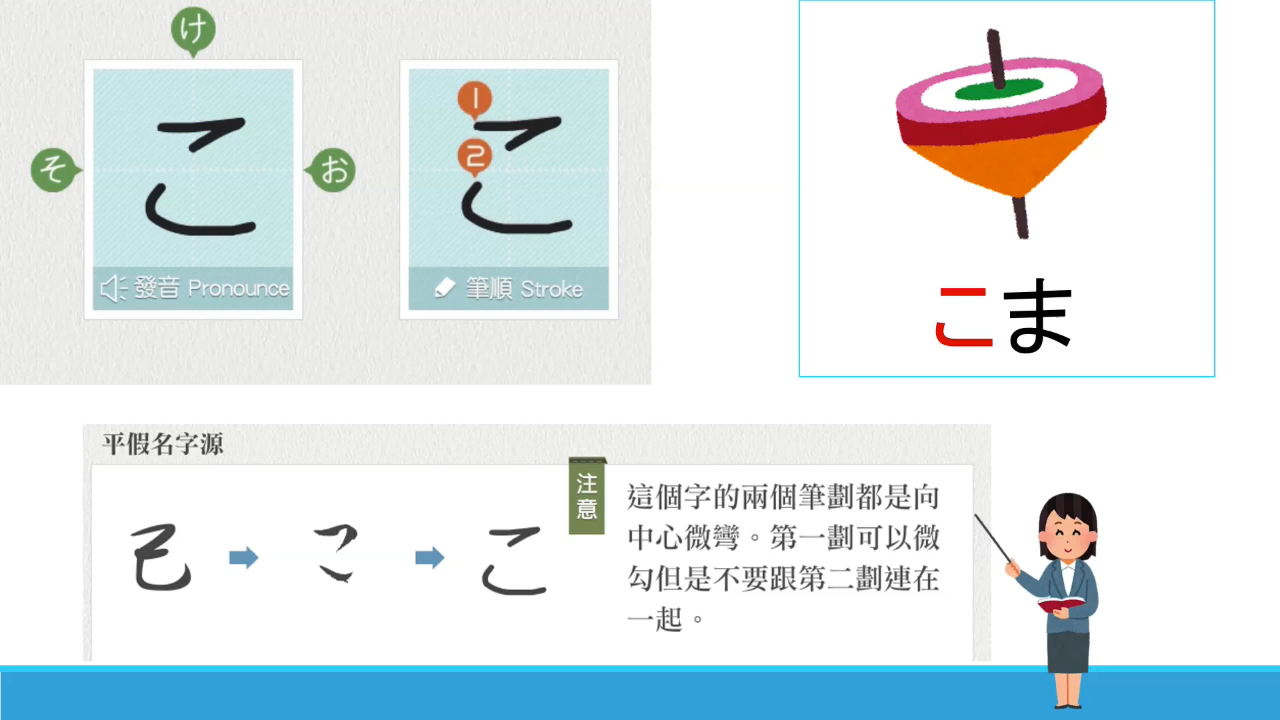 け
そ
こ
お
發音 Pronounce
1
2
こ
筆順 Stroke
こま
平假名字源
己 こ こ
注意
這個字的兩個筆劃都是向
中心微彎。第一劃可以微
勾但是不要跟第二劃連在
一起。